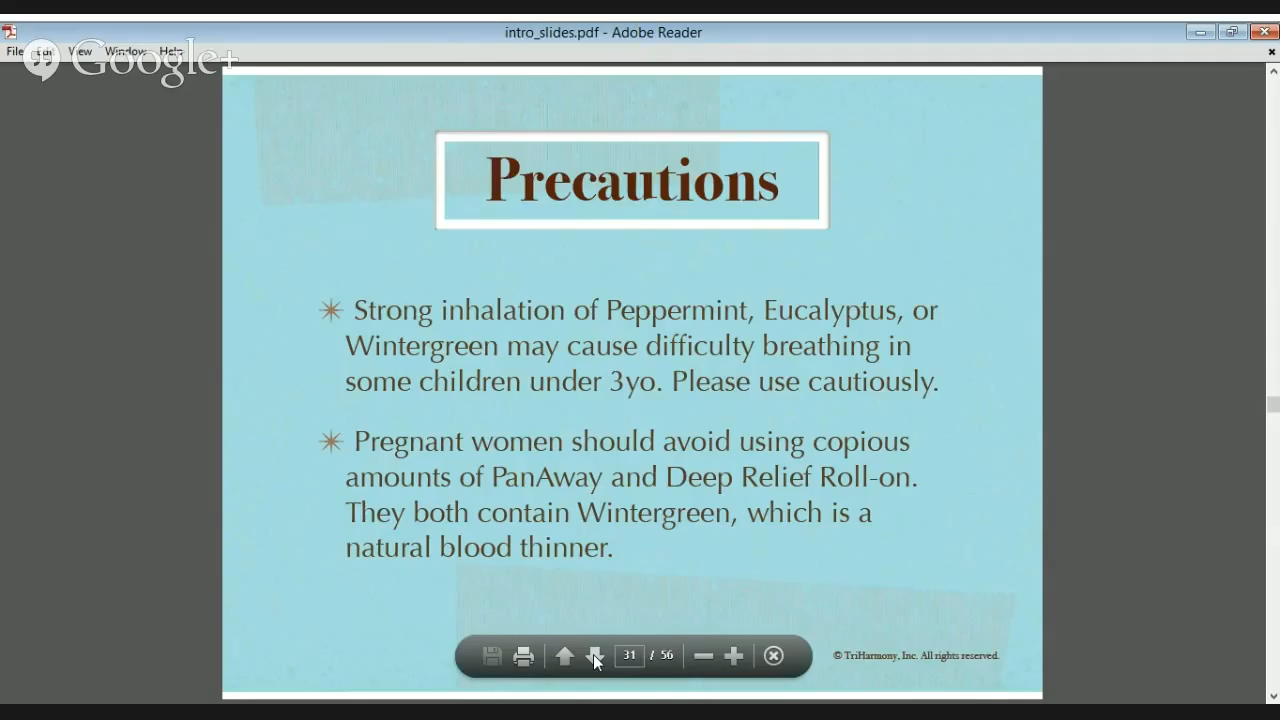 intro_slides.pdf - Adobe Reader
File Edit View Window Help
Google+
Precautions
Strong inhalation of Peppermint, Eucalyptus, or
Wintergreen may cause difficulty breathing in
some children under 3yo. Please use cautiously.
Pregnant women should avoid using copious
amounts of PanAway and Deep Relief Roll-on.
They both contain Wintergreen, which is a
natural blood thinner.
31 / 56
© TriHarmony, Inc. All rights reserved.